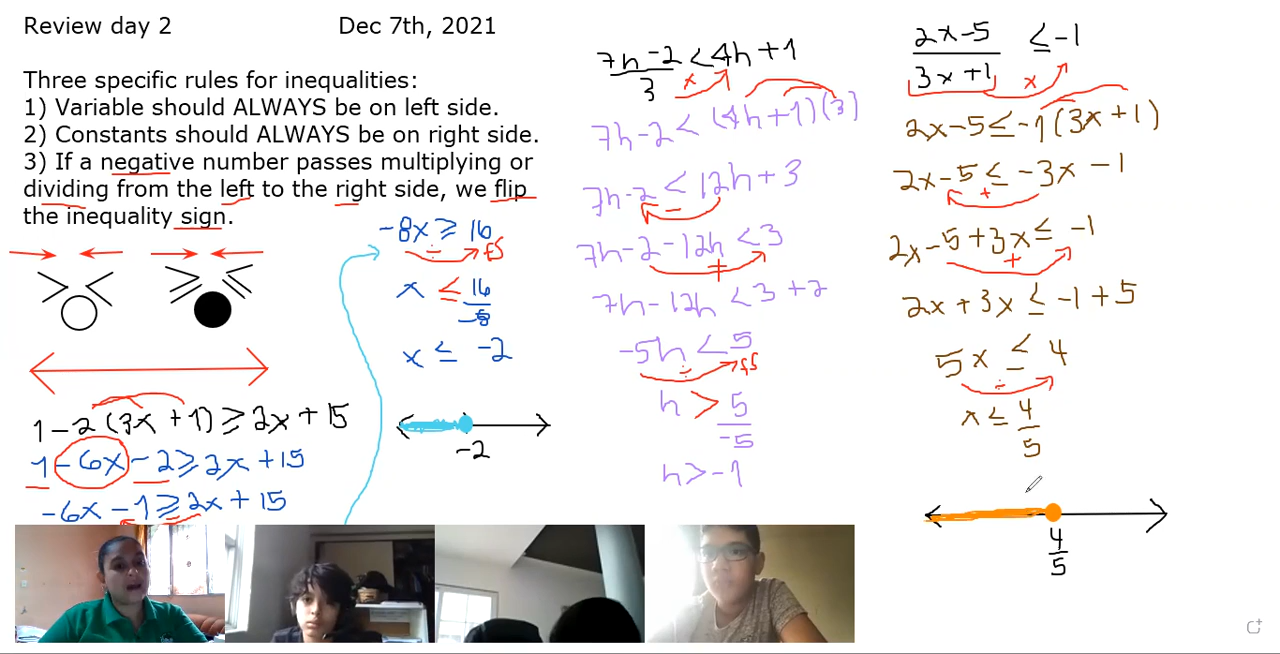 Review day 2
Dec 7th, 2021
Three specific rules for inequalities:
1) Variable should ALWAYS be on left side.
2) Constants should ALWAYS be on right side.
3) If a negative number passes multiplying or
dividing from the left to the right side, we flip
the inequality sign.
1-2(3x+1)≥2x+15
1-6x-2≥2x+15
-6x-1≥2x+15
-8x≥16
÷ fS
x≤16/-8
x≤-2
-2
7h-2/3<4h+1
x
7h-2<(4h+1)(3)
7h-2<12h+3
-
7h-2-12h<3
+
7h-12h<3+2
-5h<5
÷ fS
h>5/-5
h>-1
2x-5/3x+1≤-1
x
2x-5≤-1(3x+1)
2x-5≤-3x-1
+
2x-5+3x≤-1
+
2x+3x≤-1+5
5x≤4
÷
x≤4/5
4/5